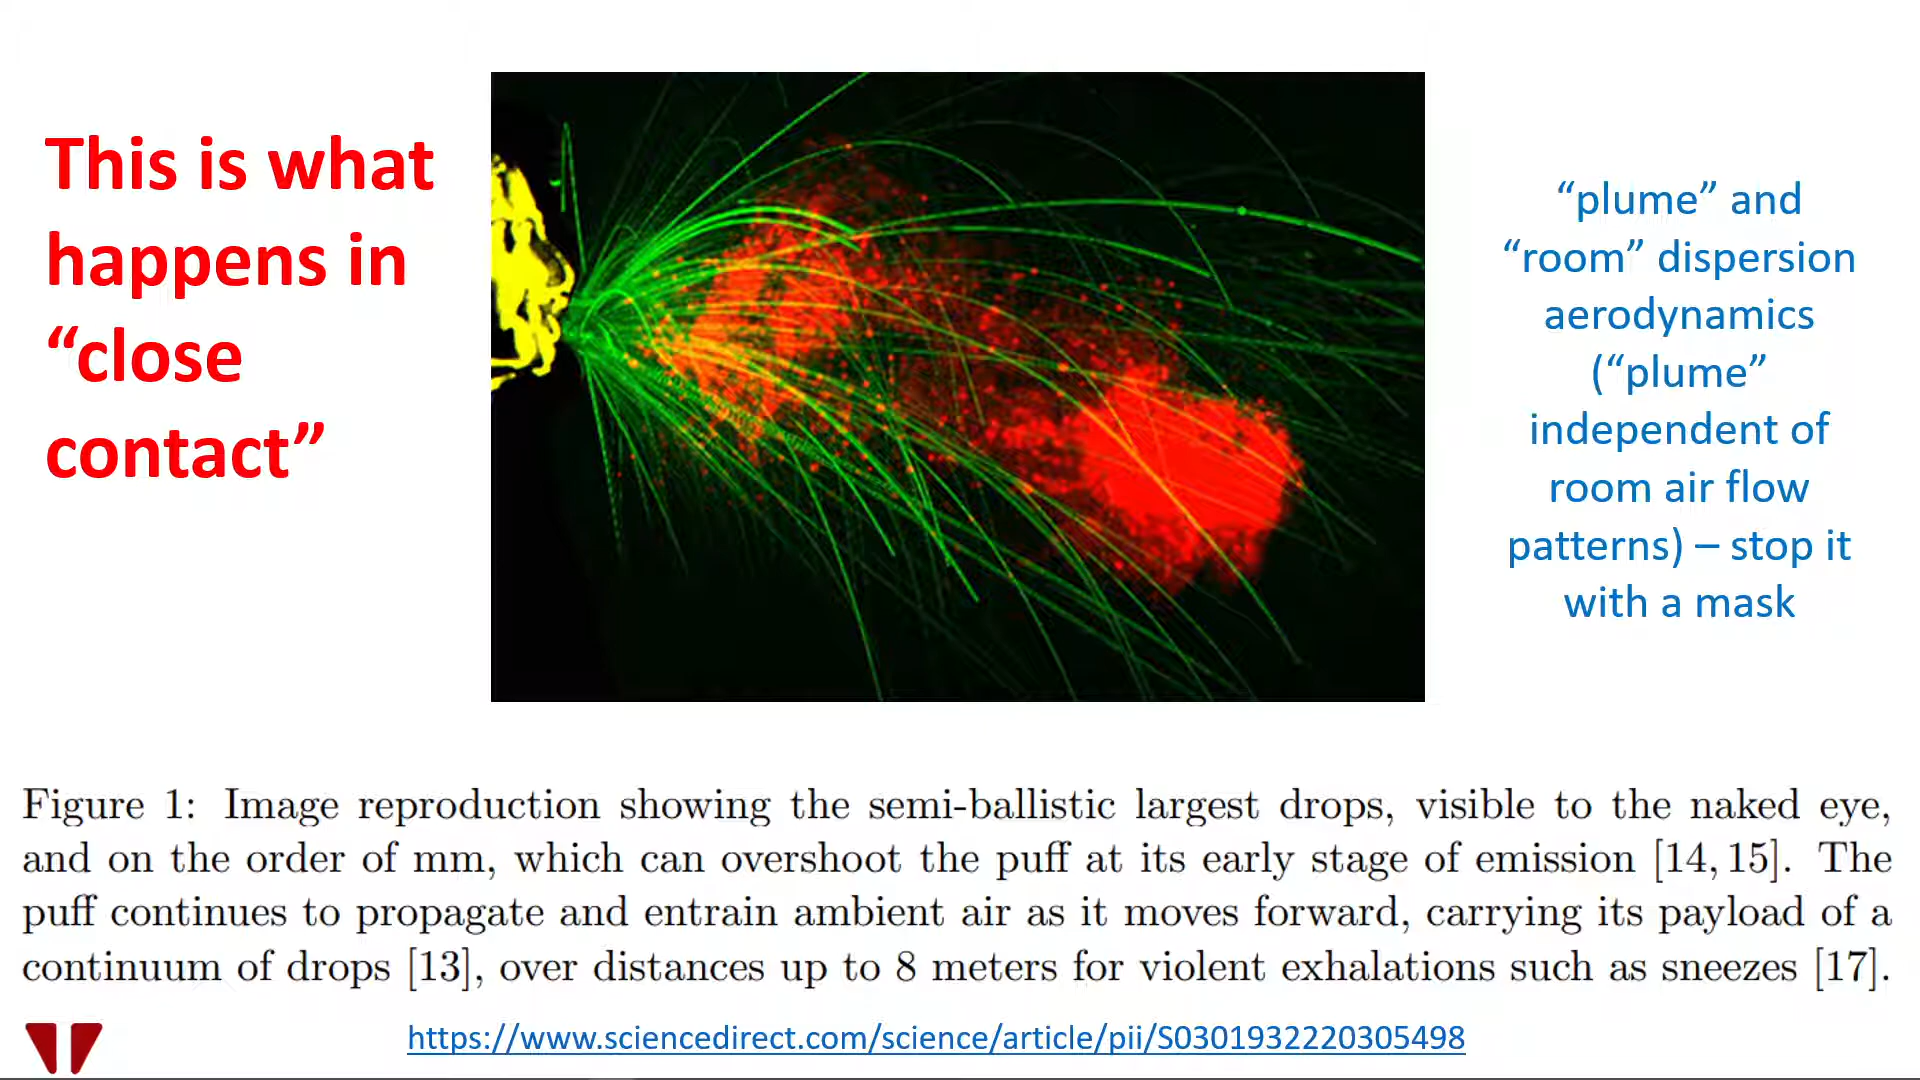 This is what
happens in
“close
contact”
“plume” and
“room” dispersion
aerodynamics
(“plume”
independent of
room air flow
patterns) – stop it
with a mask
Figure 1: Image reproduction showing the semi-ballistic largest drops, visible to the naked eye,
and on the order of mm, which can overshoot the puff at its early stage of emission [14, 15]. The
puff continues to propagate and entrain ambient air as it moves forward, carrying its payload of a
continuum of drops [13], over distances up to 8 meters for violent exhalations such as sneezes [17].
https://www.sciencedirect.com/science/article/pii/S0301932220305498